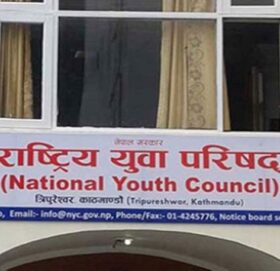 नेपाल सरकार
राष्ट्रिय युवा परिषद
(National Youth Council)
त्रिपुरेश्वर, काठमाण्डौं (Tripureshwor, Kathmandu)
Email:- info@nyc.gov.np, Phone/Fax:- 01-4245776, Notice board